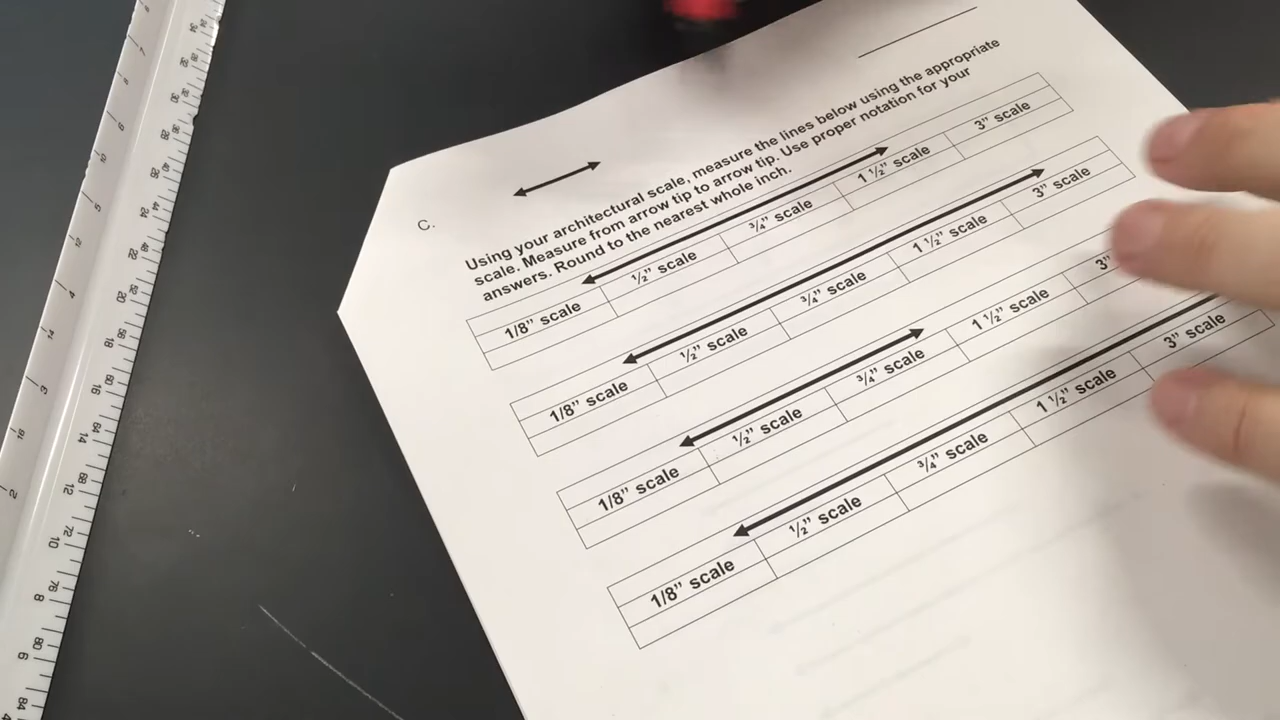 C.
Using your architectural scale, measure the lines below using the appropriate
scale. Measure from arrow tip to arrow tip. Use proper notation for your
answers. Round to the nearest whole inch.
1/8” scale ½” scale ¾” scale 1 ½” scale 3” scale
1/8” scale ½” scale ¾” scale 1 ½” scale 3” scale
1/8” scale ½” scale ¾” scale 1 ½” scale 3”
1/8” scale ½” scale ¾” scale 1 ½” scale 3” scale